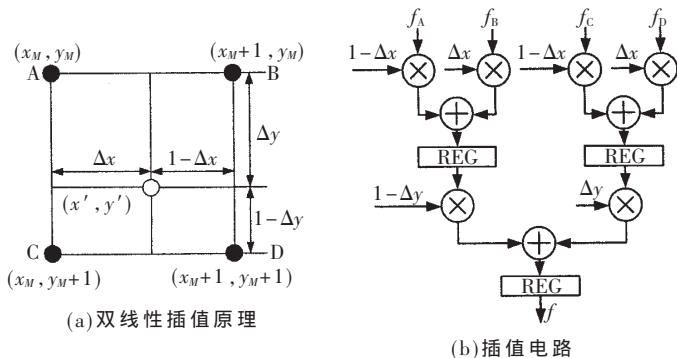 (x_M, y_M)
(x_M+1, y_M)
A
B
Δy
Δx
1-Δx
(x′, y′)
1-Δy
C
D
(x_M, y_M+1)
(x_M+1, y_M+1)
(a)双线性插值原理
f_A
f_B
f_C
f_D
1-Δx
Δx
1-Δx
Δx
REG
REG
1-Δy
Δy
REG
f
(b)插值电路